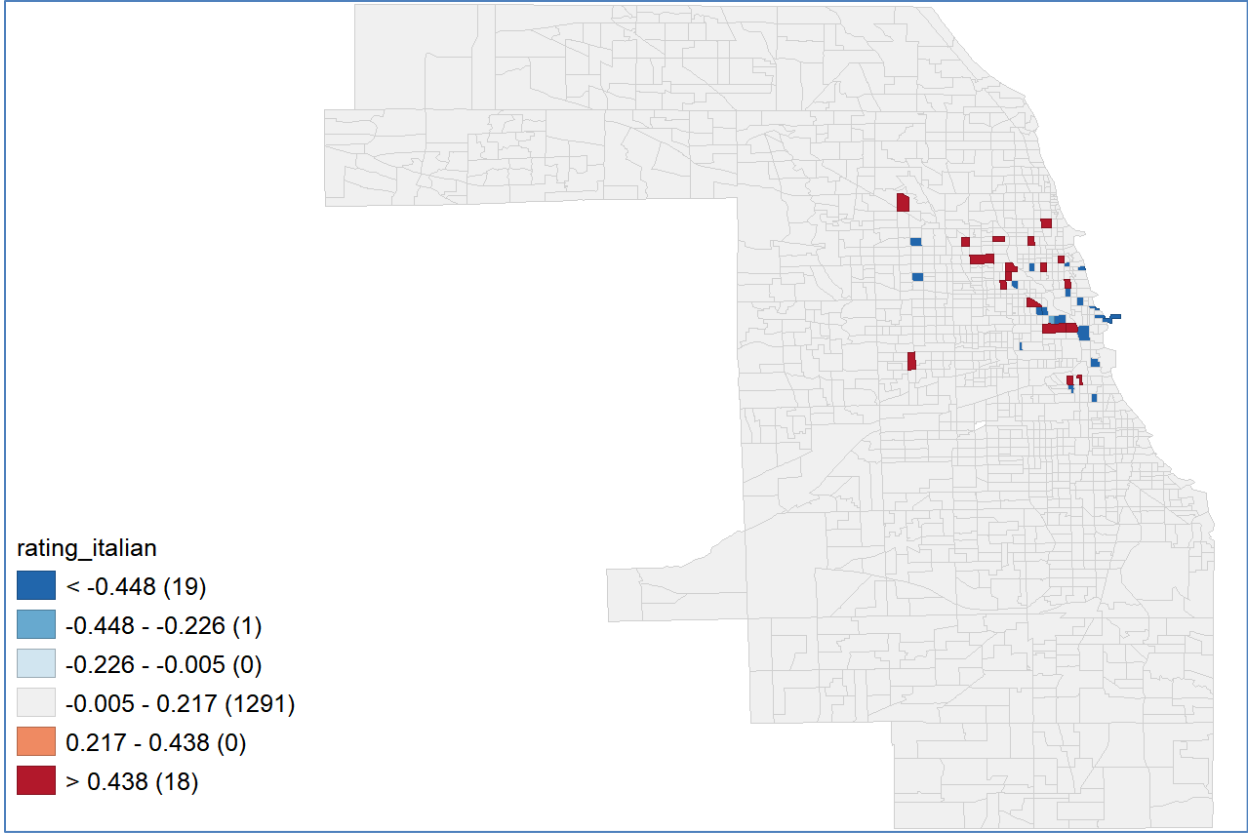 rating_italian
< -0.448 (19)
-0.448 - -0.226 (1)
-0.226 - -0.005 (0)
-0.005 - 0.217 (1291)
0.217 - 0.438 (0)
> 0.438 (18)